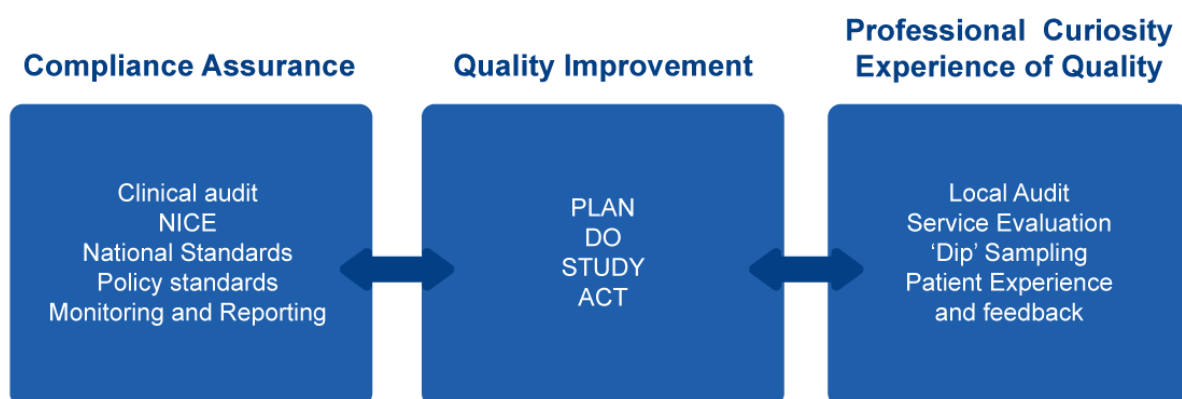 Compliance Assurance
Clinical audit
NICE
National Standards
Policy standards
Monitoring and Reporting
Quality Improvement
PLAN
DO
STUDY
ACT
Professional Curiosity
Experience of Quality
Local Audit
Service Evaluation
‘Dip’ Sampling
Patient Experience
and feedback